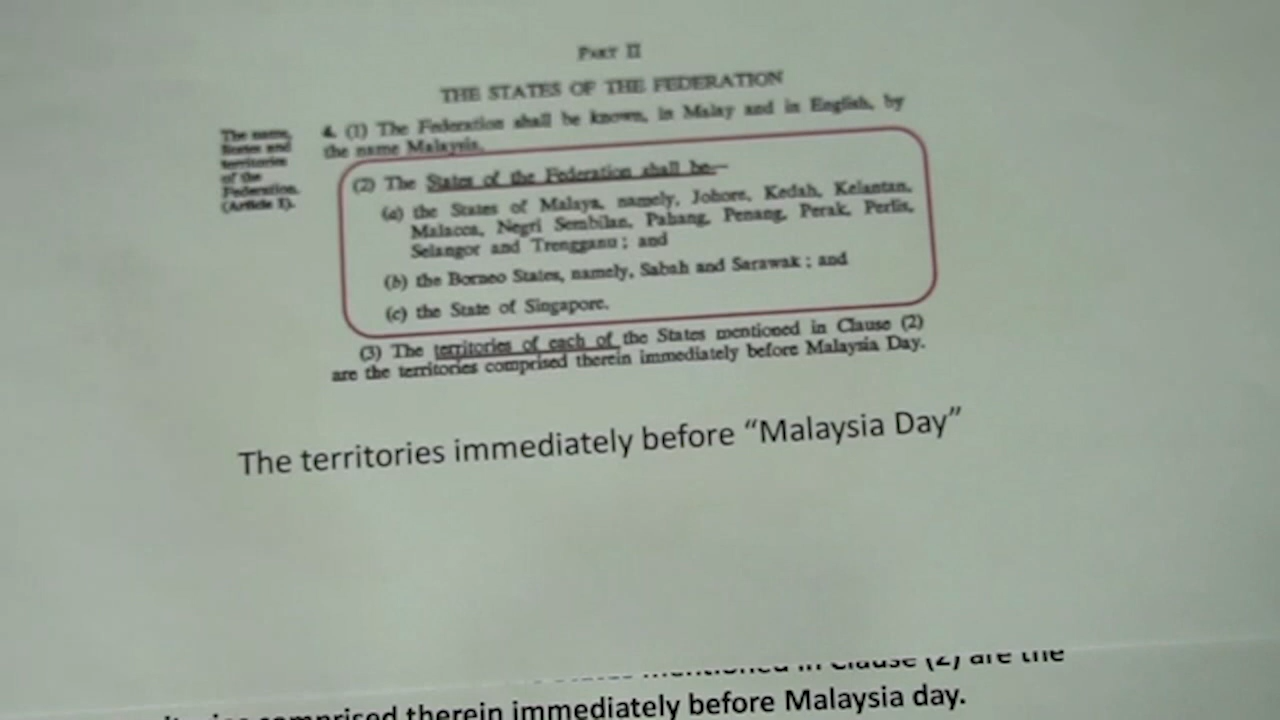 PART II
THE STATES OF THE FEDERATION
The name,
States and
territories
of the
Federation.
(Article 1).
4. (1) The Federation shall be known, in Malay and in English, by
the name Malaysia.
(2) The States of the Federation shall be—
(a) the States of Malaya, namely, Johore, Kedah, Kelantan,
Malacca, Negri Sembilan, Pahang, Penang, Perak, Perlis,
Selangor and Trengganu; and
(b) the Borneo States, namely, Sabah and Sarawak; and
(c) the State of Singapore.
(3) The territories of each of the States mentioned in Clause (2)
are the territories comprised therein immediately before Malaysia Day.
The territories immediately before “Malaysia Day”
mentioned in Clause (2) are the
comprised therein immediately before Malaysia day.